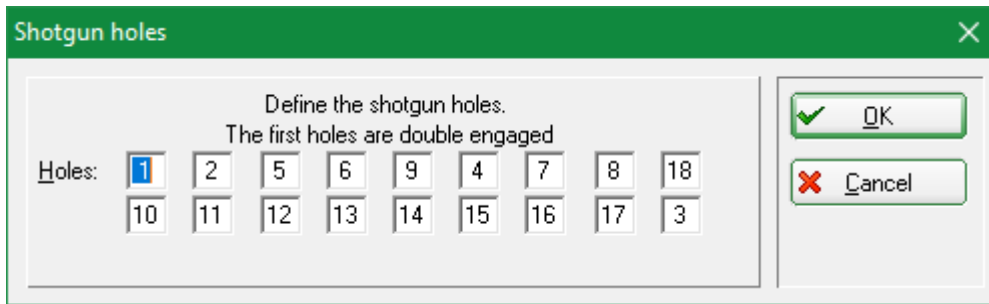 Shotgun holes
Define the shotgun holes.
The first holes are double engaged
Holes: 1 2 5 6 9 4 7 8 18
10 11 12 13 14 15 16 17 3
OK
Cancel